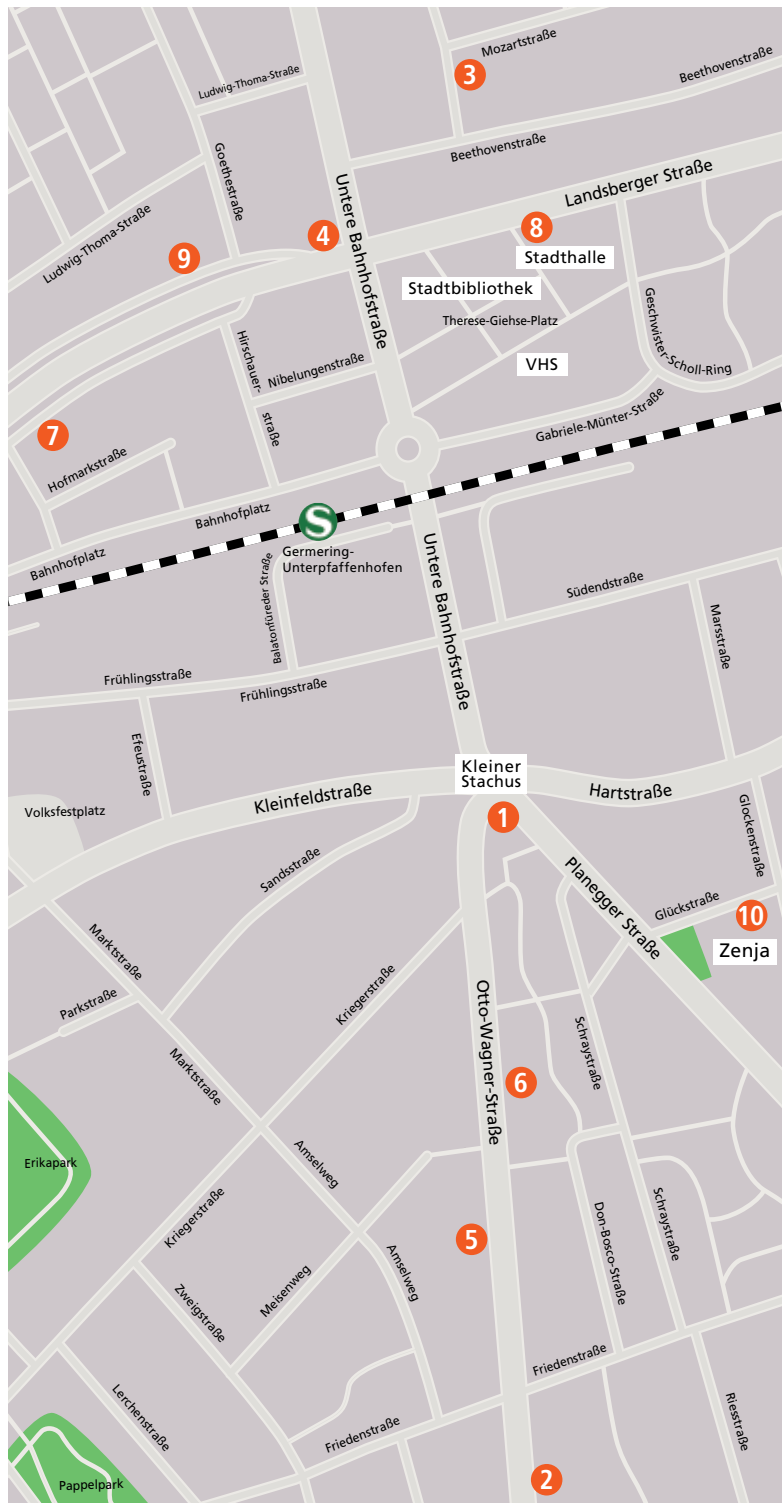 Mozartstraße
3
Beethovenstraße
Ludwig-Thoma-Straße
Beethovenstraße
Goethestraße
Untere Bahnhofstraße
Landsberger Straße
Ludwig-Thoma-Straße
4
8
9
Stadthalle
Stadtbibliothek
Therese-Giehse-Platz
Geschwister-Scholl-Ring
Hirschauer-
straße
Nibelungenstraße
VHS
7
Gabriele-Münter-Straße
Hofmarkstraße
Bahnhofplatz
S
Bahnhofplatz
Germering-
Unterpfaffenhofen
Untere Bahnhofstraße
Balatonfüreder Straße
Südendstraße
Marsstraße
Frühlingsstraße
Frühlingsstraße
Efeustraße
Kleiner
Stachus
Kleinfeldstraße
Hartstraße
Volksfestplatz
1
Glockenstraße
Sandsstraße
Planegger Straße
Glückstraße
10
Zenja
Marktstraße
Kriegerstraße
Parkstraße
Otto-Wagner-Straße
Schraystraße
Marktstraße
6
Erikapark
Amselweg
Kriegerstraße
Schraystraße
Don-Bosco-Straße
5
Amselweg
Meisenweg
Zweigstraße
Friedenstraße
Lerchenstraße
Riesstraße
Friedenstraße
Pappelpark
2